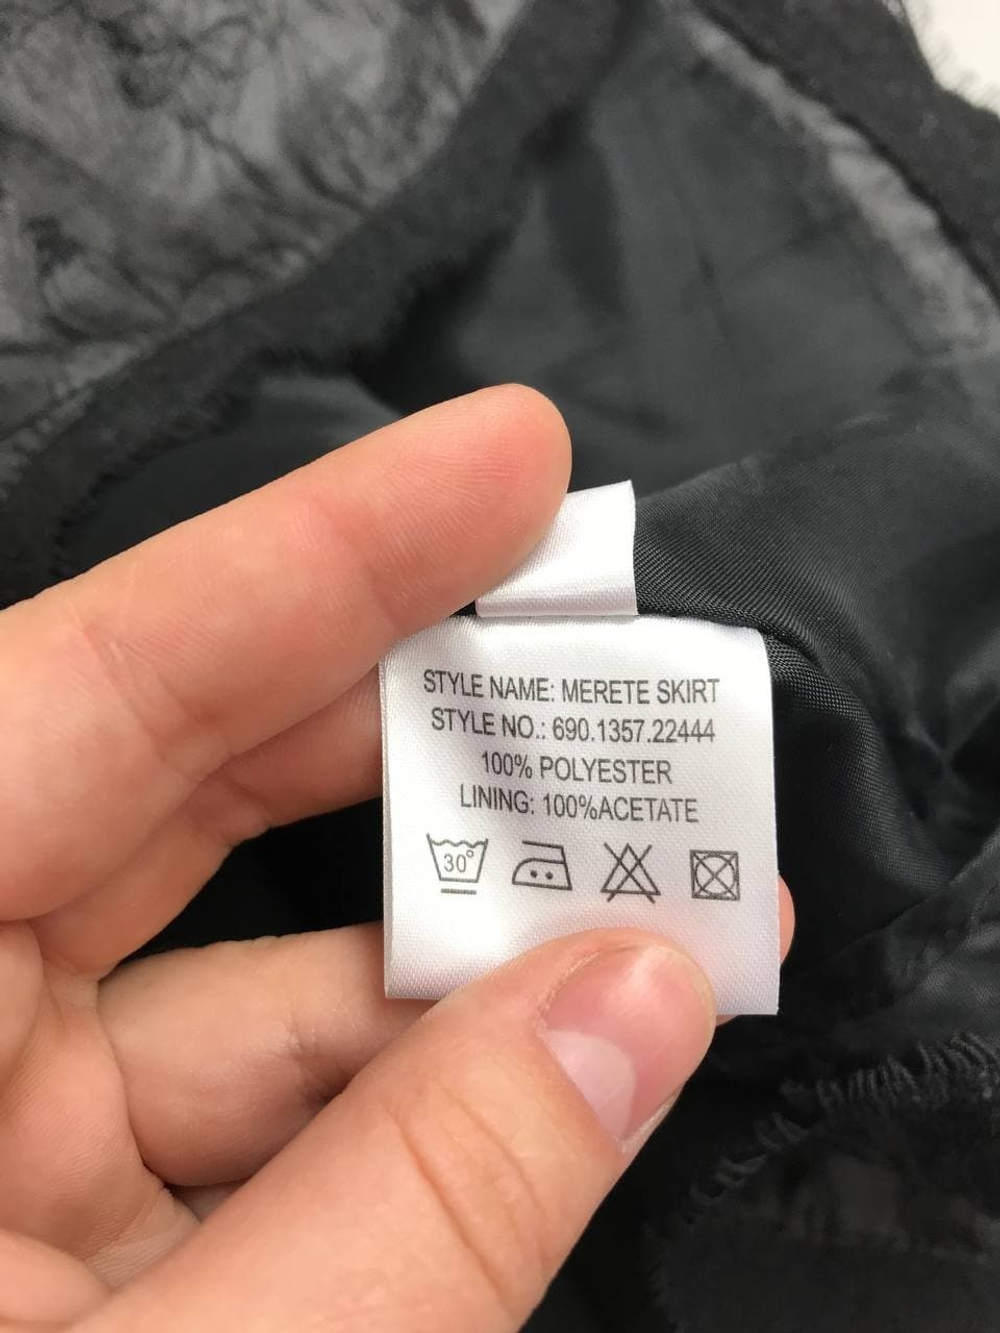 STYLE NAME: MERETE SKIRT
STYLE NO.: 690.1357.22444
100% POLYESTER
LINING: 100%ACETATE
30°